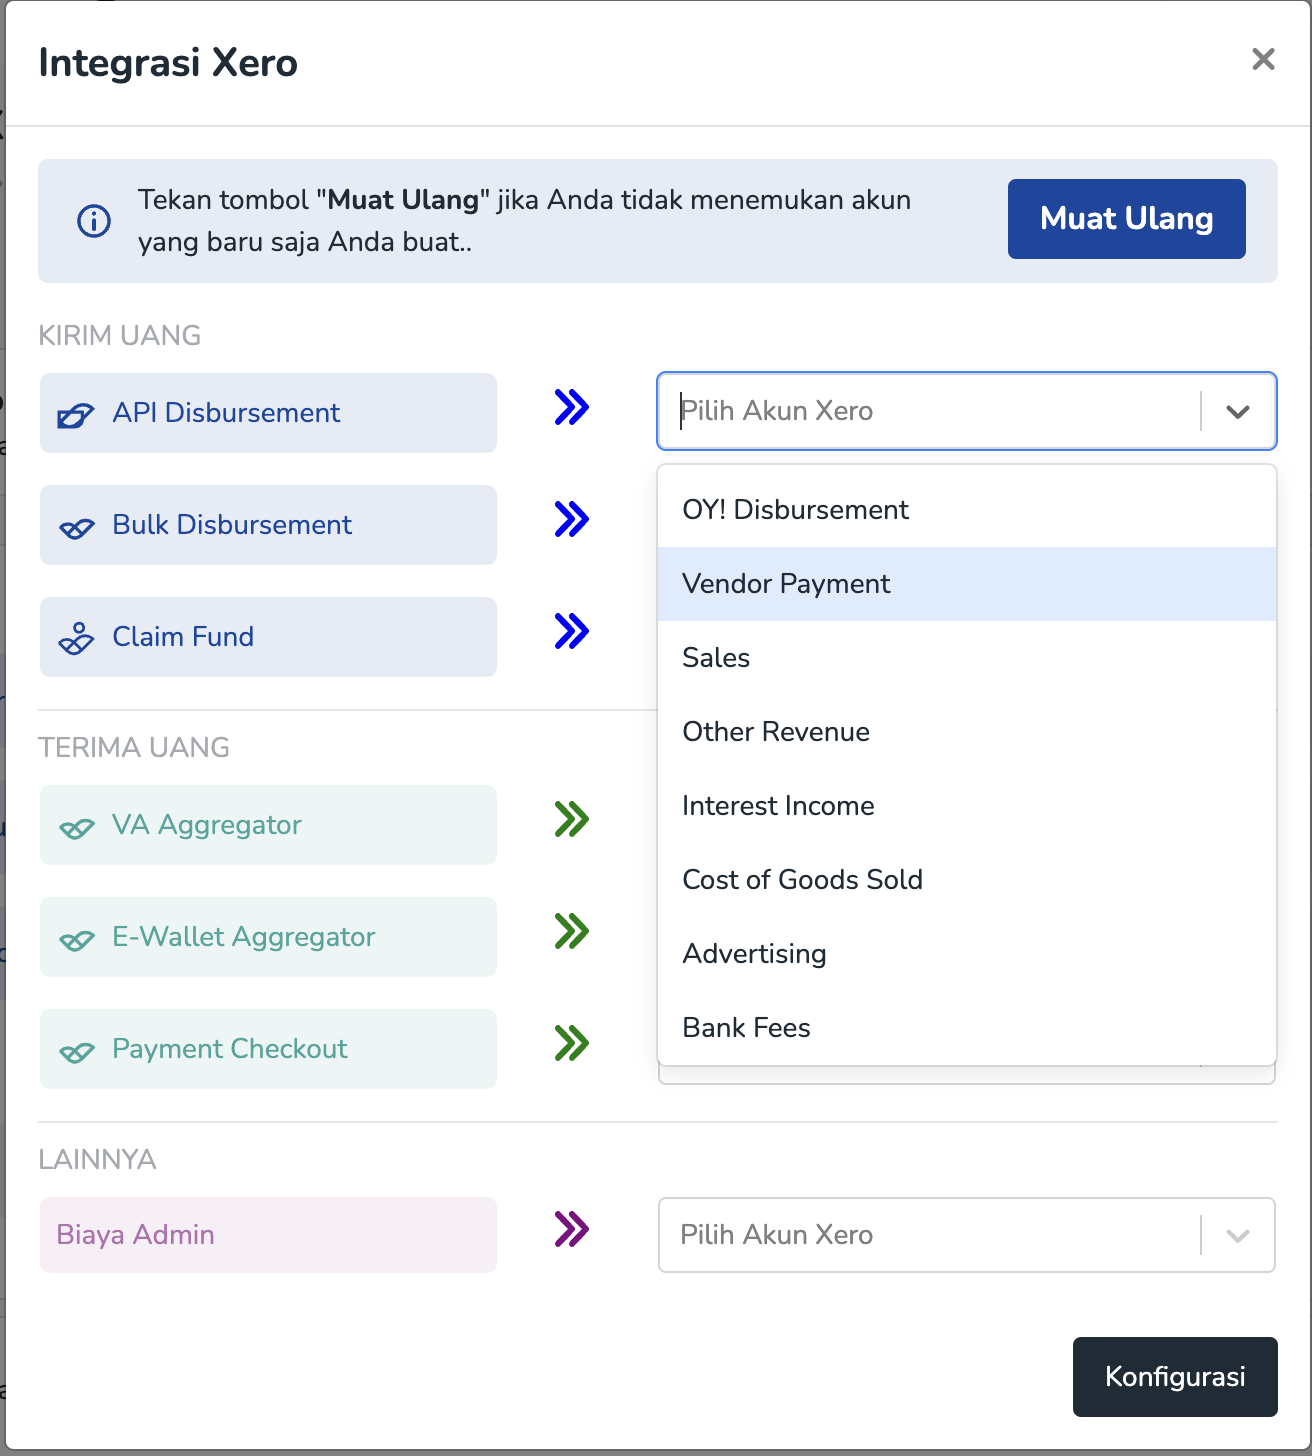 Integrasi Xero
Tekan tombol "Muat Ulang" jika Anda tidak menemukan akun
yang baru saja Anda buat..
Muat Ulang
KIRIM UANG
API Disbursement
Pilih Akun Xero
Bulk Disbursement
Claim Fund
OY! Disbursement
Vendor Payment
Sales
Other Revenue
Interest Income
Cost of Goods Sold
Advertising
Bank Fees
TERIMA UANG
VA Aggregator
E-Wallet Aggregator
Payment Checkout
LAINNYA
Biaya Admin
Pilih Akun Xero
Konfigurasi